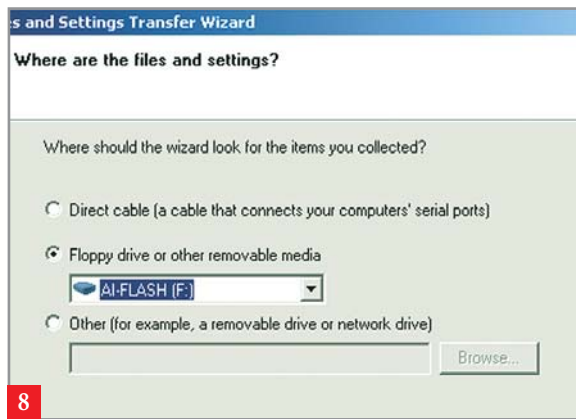 s and Settings Transfer Wizard
Where are the files and settings?
Where should the wizard look for the items you collected?
Direct cable (a cable that connects your computers' serial ports)
Floppy drive or other removable media
AI-FLASH (F:)
Other (for example, a removable drive or network drive)
Browse...
8